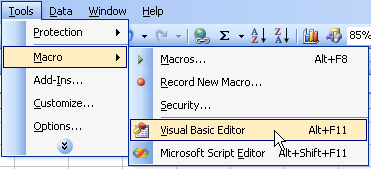 Tools Data Window Help
Protection
Macro
Add-Ins...
Customize...
Options...
85%
Macros... Alt+F8
Record New Macro...
Security...
Visual Basic Editor Alt+F11
Microsoft Script Editor Alt+Shift+F11